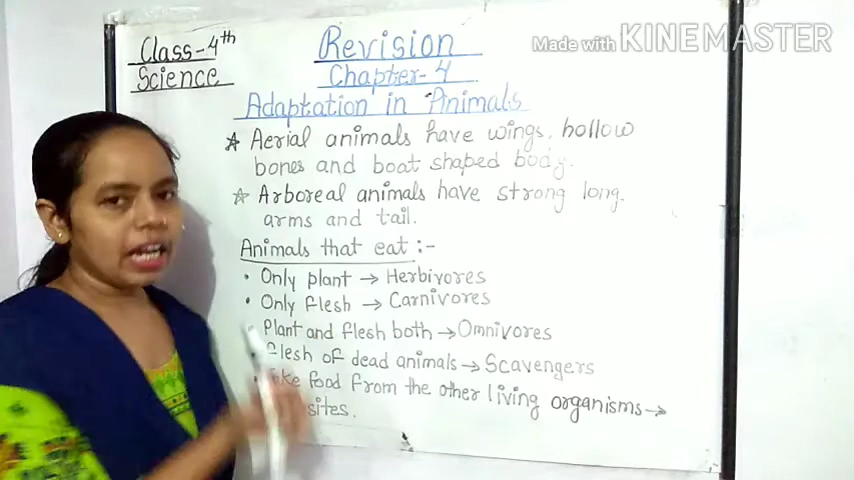 Class-4th
Science
Revision
Chapter-4
Adaptation in Animals
Made with KINEMASTER
☆ Aerial animals have wings, hollow
bones and boat shaped body.
☆ Arboreal animals have strong long
arms and tail.
Animals that eat :-
• Only plant → Herbivores
• Only flesh → Carnivores
• Plant and flesh both → Omnivores
• flesh of dead animals → Scavengers
food from the other living organisms →